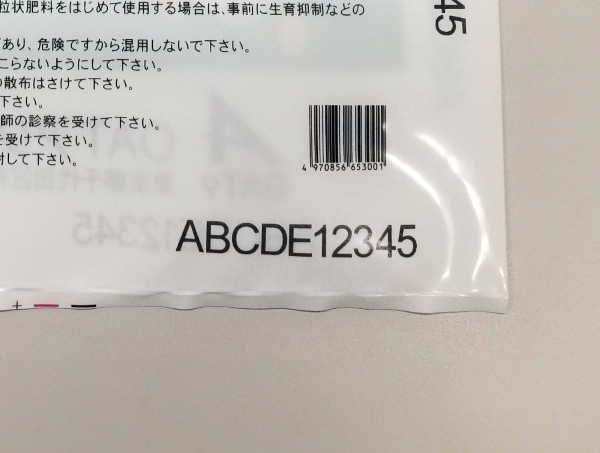 粒状肥料をはじめて使用する場合は、事前に生育抑制などの
あり、危険ですから混用しないで下さい。
こらないようにして下さい。
の散布はさけて下さい。
下さい。
師の診察を受けて下さい。
を受けて下さい。
して下さい。
45
4 970856 653001
ABCDE12345